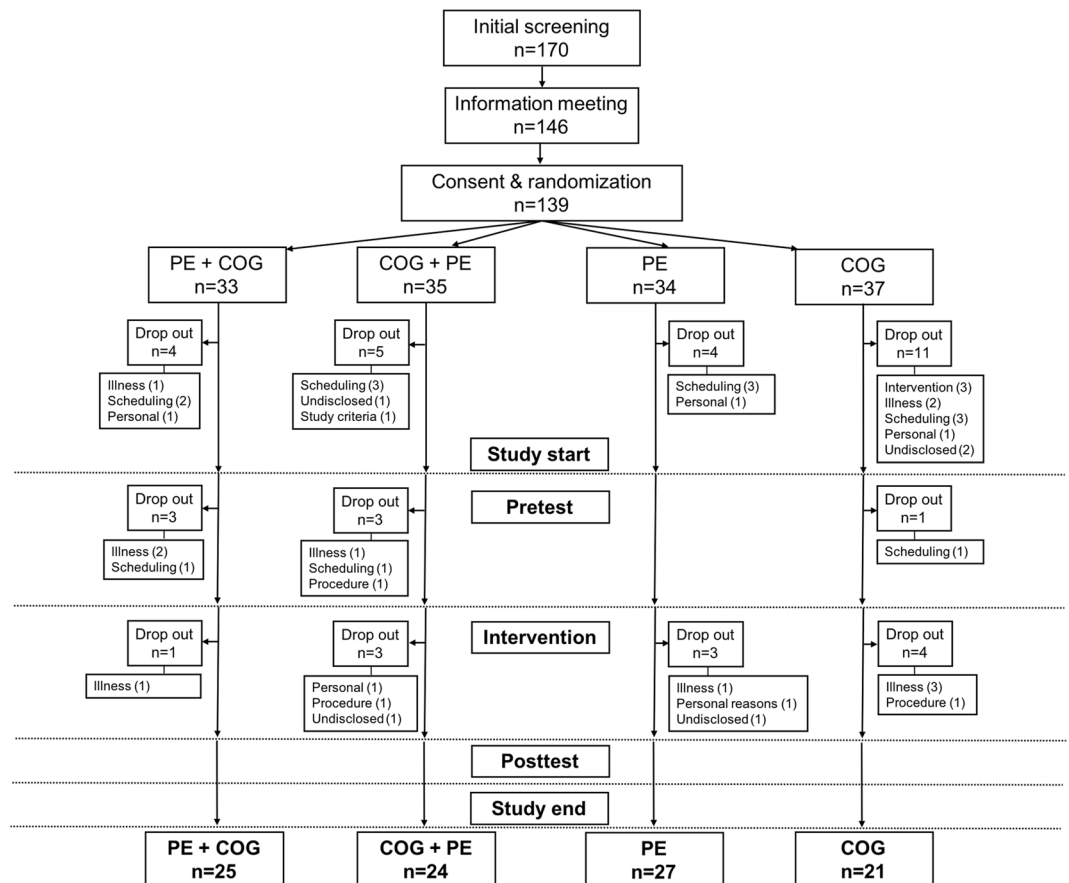 Initial screening
n=170
Information meeting
n=146
Consent & randomization
n=139
PE + COG
n=33
COG + PE
n=35
PE
n=34
COG
n=37
Drop out
n=4
Illness (1)
Scheduling (2)
Personal (1)
Drop out
n=5
Scheduling (3)
Undisclosed (1)
Study criteria (1)
Drop out
n=4
Scheduling (3)
Personal (1)
Drop out
n=11
Intervention (3)
Illness (2)
Scheduling (3)
Personal (1)
Undisclosed (2)
Study start
Pretest
Drop out
n=3
Illness (2)
Scheduling (1)
Drop out
n=3
Illness (1)
Scheduling (1)
Procedure (1)
Drop out
n=1
Scheduling (1)
Intervention
Drop out
n=1
Illness (1)
Drop out
n=3
Personal (1)
Procedure (1)
Undisclosed (1)
Drop out
n=3
Illness (1)
Personal reasons (1)
Undisclosed (1)
Drop out
n=4
Illness (3)
Procedure (1)
Posttest
Study end
PE + COG
n=25
COG + PE
n=24
PE
n=27
COG
n=21